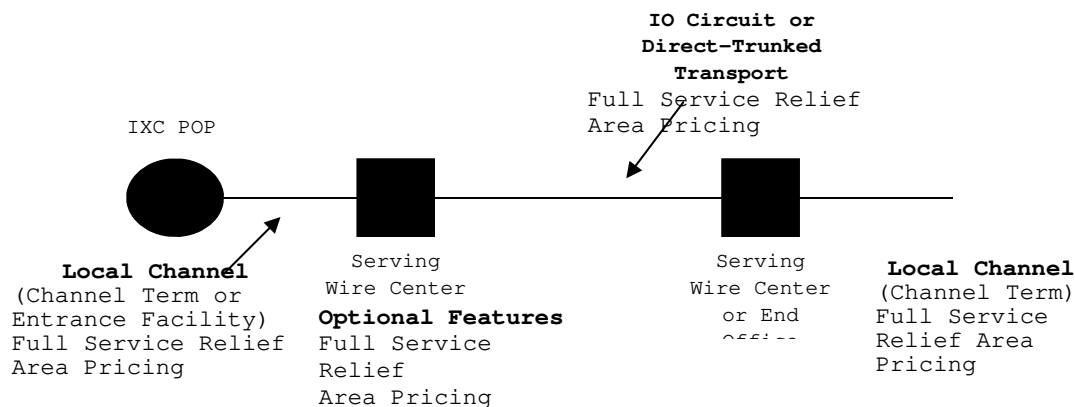 IO Circuit or
Direct-Trunked
Transport
Full Service Relief
Area Pricing
IXC POP
Local Channel
(Channel Term or
Entrance Facility)
Full Service Relief
Area Pricing
Serving
Wire Center
Optional Features
Full Service
Relief
Area Pricing
Serving
Wire Center
or End
Office
Local Channel
(Channel Term)
Full Service
Relief Area
Pricing